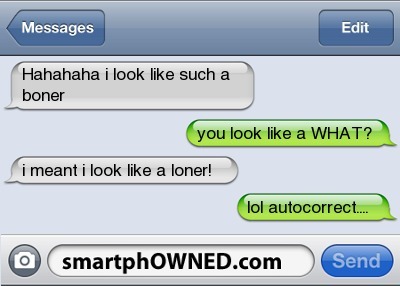 Messages
Edit
Hahahaha i look like such a
boner
you look like a WHAT?
i meant i look like a loner!
lol autocorrect....
smartphOWNED.com
Send